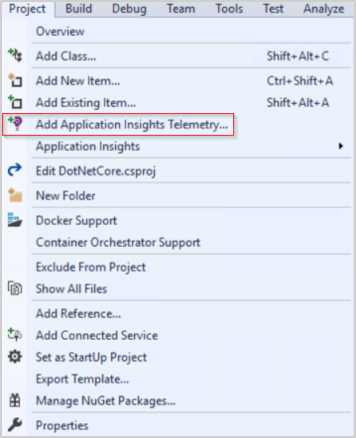 Project Build Debug Team Tools Test Analyze
Overview
Add Class... Shift+Alt+C
Add New Item... Ctrl+Shift+A
Add Existing Item... Shift+Alt+A
Add Application Insights Telemetry...
Application Insights
Edit DotNetCore.csproj
New Folder
Docker Support
Container Orchestrator Support
Exclude From Project
Show All Files
Add Reference...
Add Connected Service
Set as StartUp Project
Export Template...
Manage NuGet Packages...
Properties